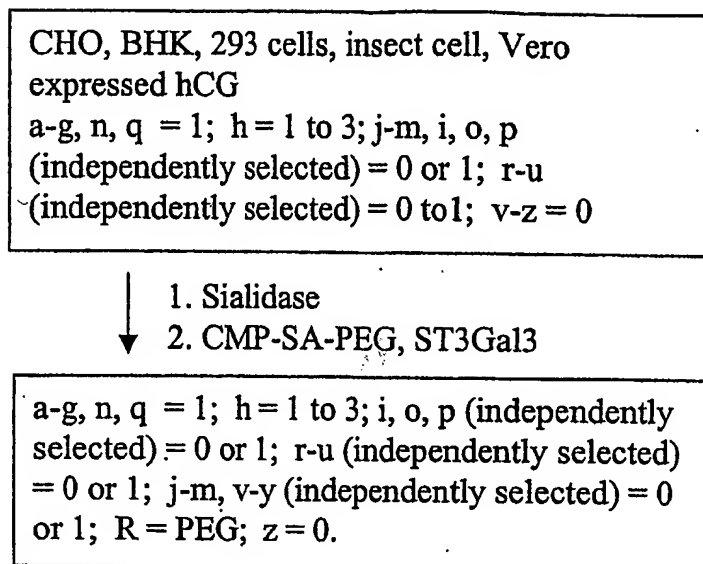 CHO, BHK, 293 cells, insect cell, Vero
expressed hCG
a-g, n, q = 1; h = 1 to 3; j-m, i, o, p
(independently selected) = 0 or 1; r-u
(independently selected) = 0 to1; v-z = 0
1. Sialidase
2. CMP-SA-PEG, ST3Gal3
a-g, n, q = 1; h = 1 to 3; i, o, p (independently
selected) = 0 or 1; r-u (independently selected)
= 0 or 1; j-m, v-y (independently selected) = 0
or 1; R = PEG; z = 0.